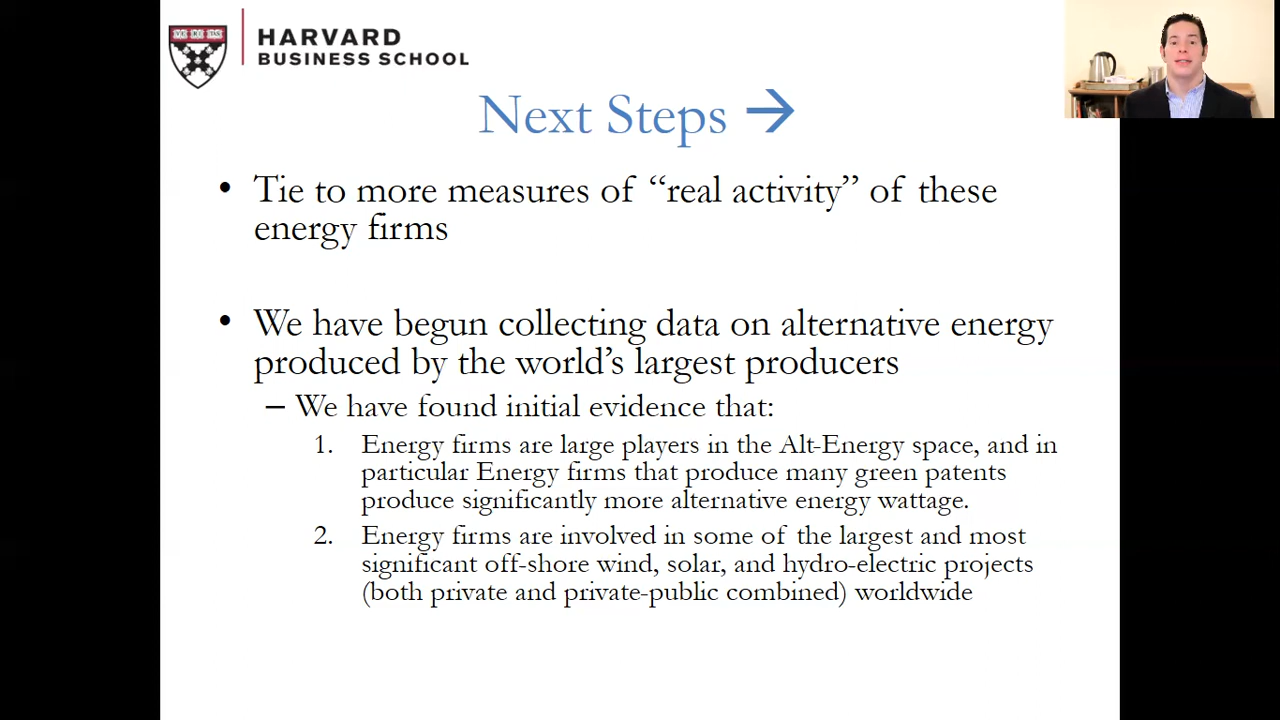 HARVARD
BUSINESS SCHOOL
Next Steps →
• Tie to more measures of “real activity” of these
energy firms
• We have begun collecting data on alternative energy
produced by the world’s largest producers
– We have found initial evidence that:
1. Energy firms are large players in the Alt-Energy space, and in
particular Energy firms that produce many green patents
produce significantly more alternative energy wattage.
2. Energy firms are involved in some of the largest and most
significant off-shore wind, solar, and hydro-electric projects
(both private and private-public combined) worldwide